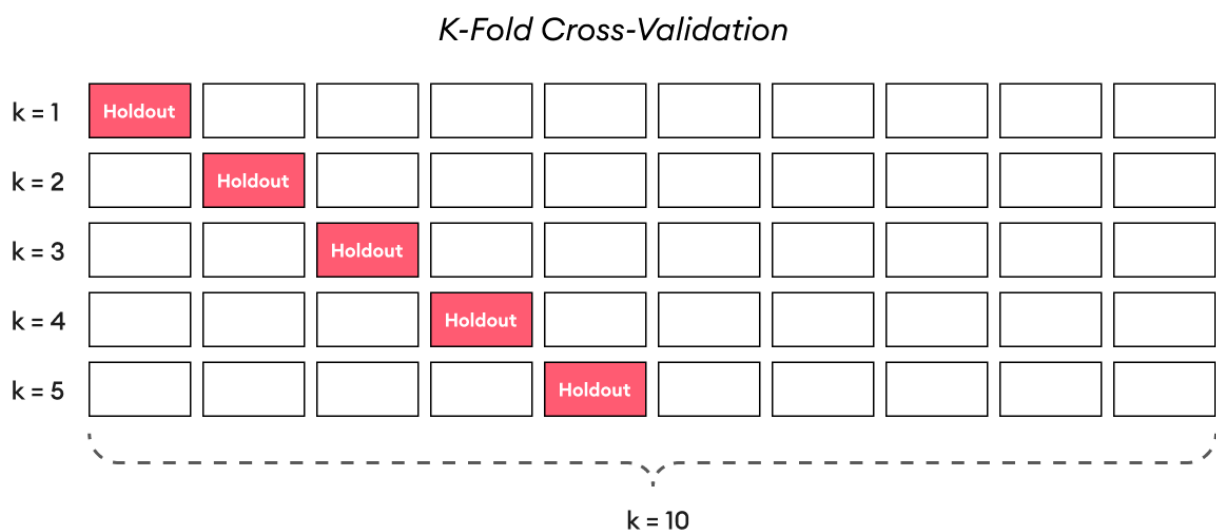 K-Fold Cross-Validation
k = 1 Holdout
k = 2 Holdout
k = 3 Holdout
k = 4 Holdout
k = 5 Holdout
k = 10